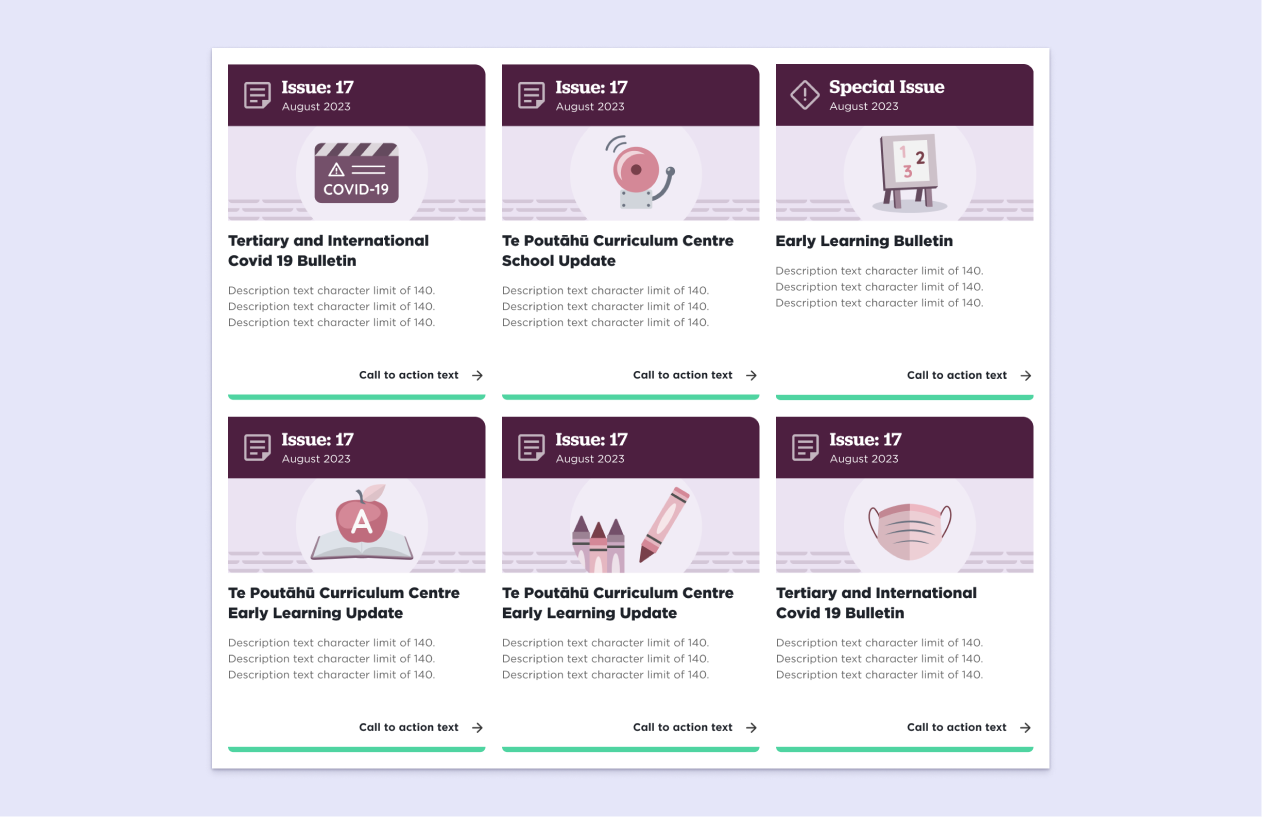 Issue: 17
August 2023
COVID-19
Tertiary and International
Covid 19 Bulletin
Description text character limit of 140.
Description text character limit of 140.
Description text character limit of 140.
Call to action text
Issue: 17
August 2023
Te Poutāhū Curriculum Centre
School Update
Description text character limit of 140.
Description text character limit of 140.
Description text character limit of 140.
Call to action text
Special Issue
August 2023
1
2
3
Early Learning Bulletin
Description text character limit of 140.
Description text character limit of 140.
Description text character limit of 140.
Call to action text
Issue: 17
August 2023
A
Te Poutāhū Curriculum Centre
Early Learning Update
Description text character limit of 140.
Description text character limit of 140.
Description text character limit of 140.
Call to action text
Issue: 17
August 2023
Te Poutāhū Curriculum Centre
Early Learning Update
Description text character limit of 140.
Description text character limit of 140.
Description text character limit of 140.
Call to action text
Issue: 17
August 2023
Tertiary and International
Covid 19 Bulletin
Description text character limit of 140.
Description text character limit of 140.
Description text character limit of 140.
Call to action text